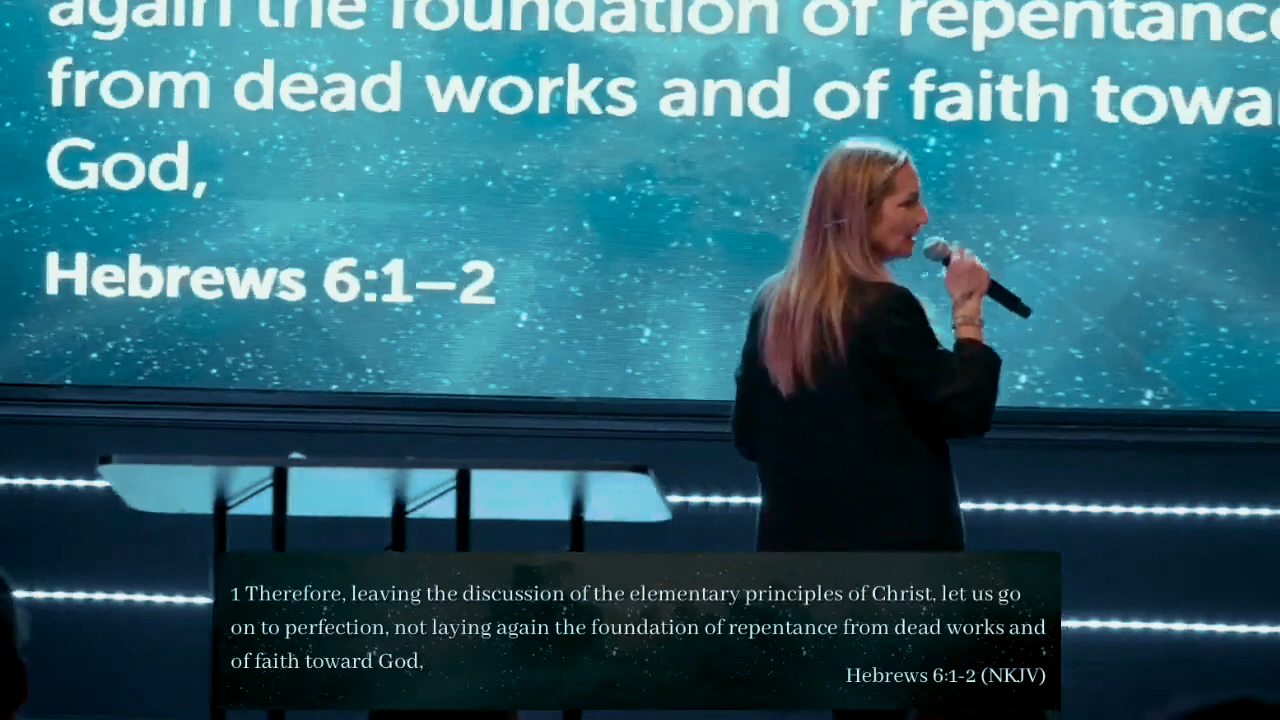 again the foundation of repentance
from dead works and of faith towa
God,
Hebrews 6:1–2
1 Therefore, leaving the discussion of the elementary principles of Christ, let us go
on to perfection, not laying again the foundation of repentance from dead works and
of faith toward God,
Hebrews 6:1-2 (NKJV)